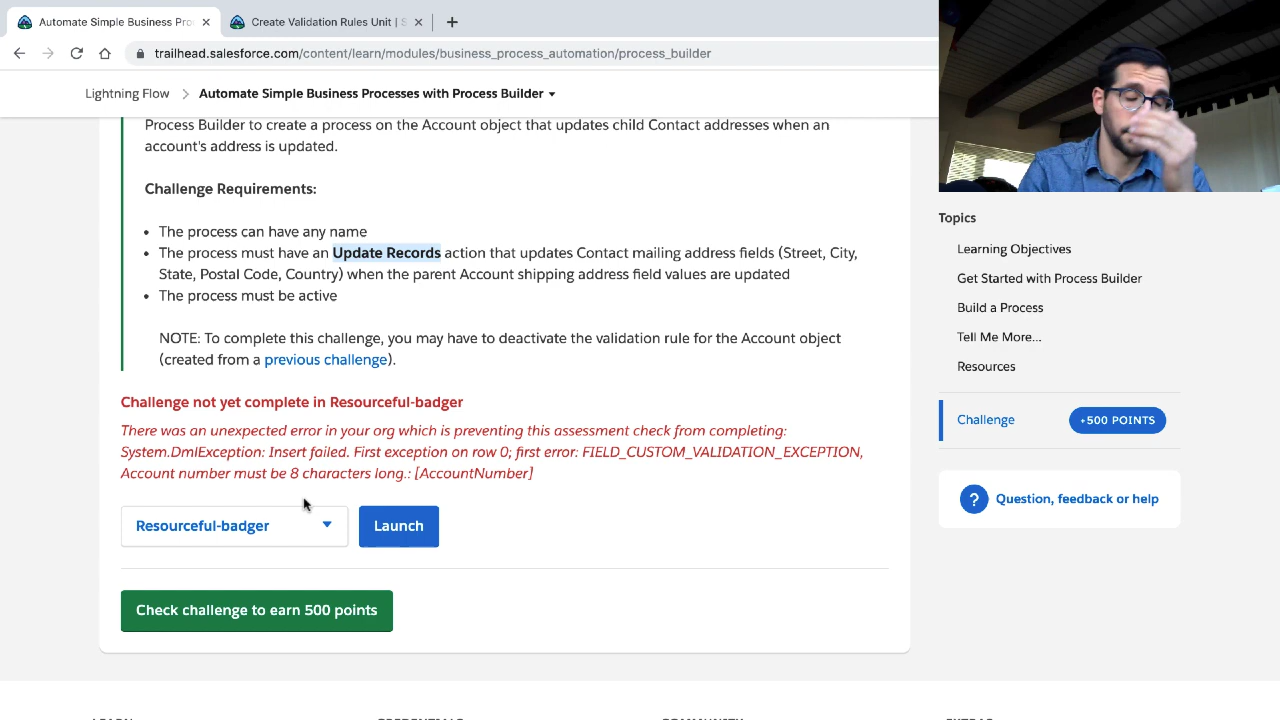 Automate Simple Business Pro
Create Validation Rules Unit | S
trailhead.salesforce.com/content/learn/modules/business_process_automation/process_builder
Lightning Flow
Automate Simple Business Processes with Process Builder
Process Builder to create a process on the Account object that updates child Contact addresses when an
account's address is updated.
Challenge Requirements:
• The process can have any name
• The process must have an Update Records action that updates Contact mailing address fields (Street, City,
State, Postal Code, Country) when the parent Account shipping address field values are updated
• The process must be active
NOTE: To complete this challenge, you may have to deactivate the validation rule for the Account object
(created from a previous challenge).
Challenge not yet complete in Resourceful-badger
There was an unexpected error in your org which is preventing this assessment check from completing:
System.DmlException: Insert failed. First exception on row 0; first error: FIELD_CUSTOM_VALIDATION_EXCEPTION,
Account number must be 8 characters long.: [AccountNumber]
Resourceful-badger
Launch
Check challenge to earn 500 points
Topics
Learning Objectives
Get Started with Process Builder
Build a Process
Tell Me More...
Resources
Challenge
+500 POINTS
? Question, feedback or help